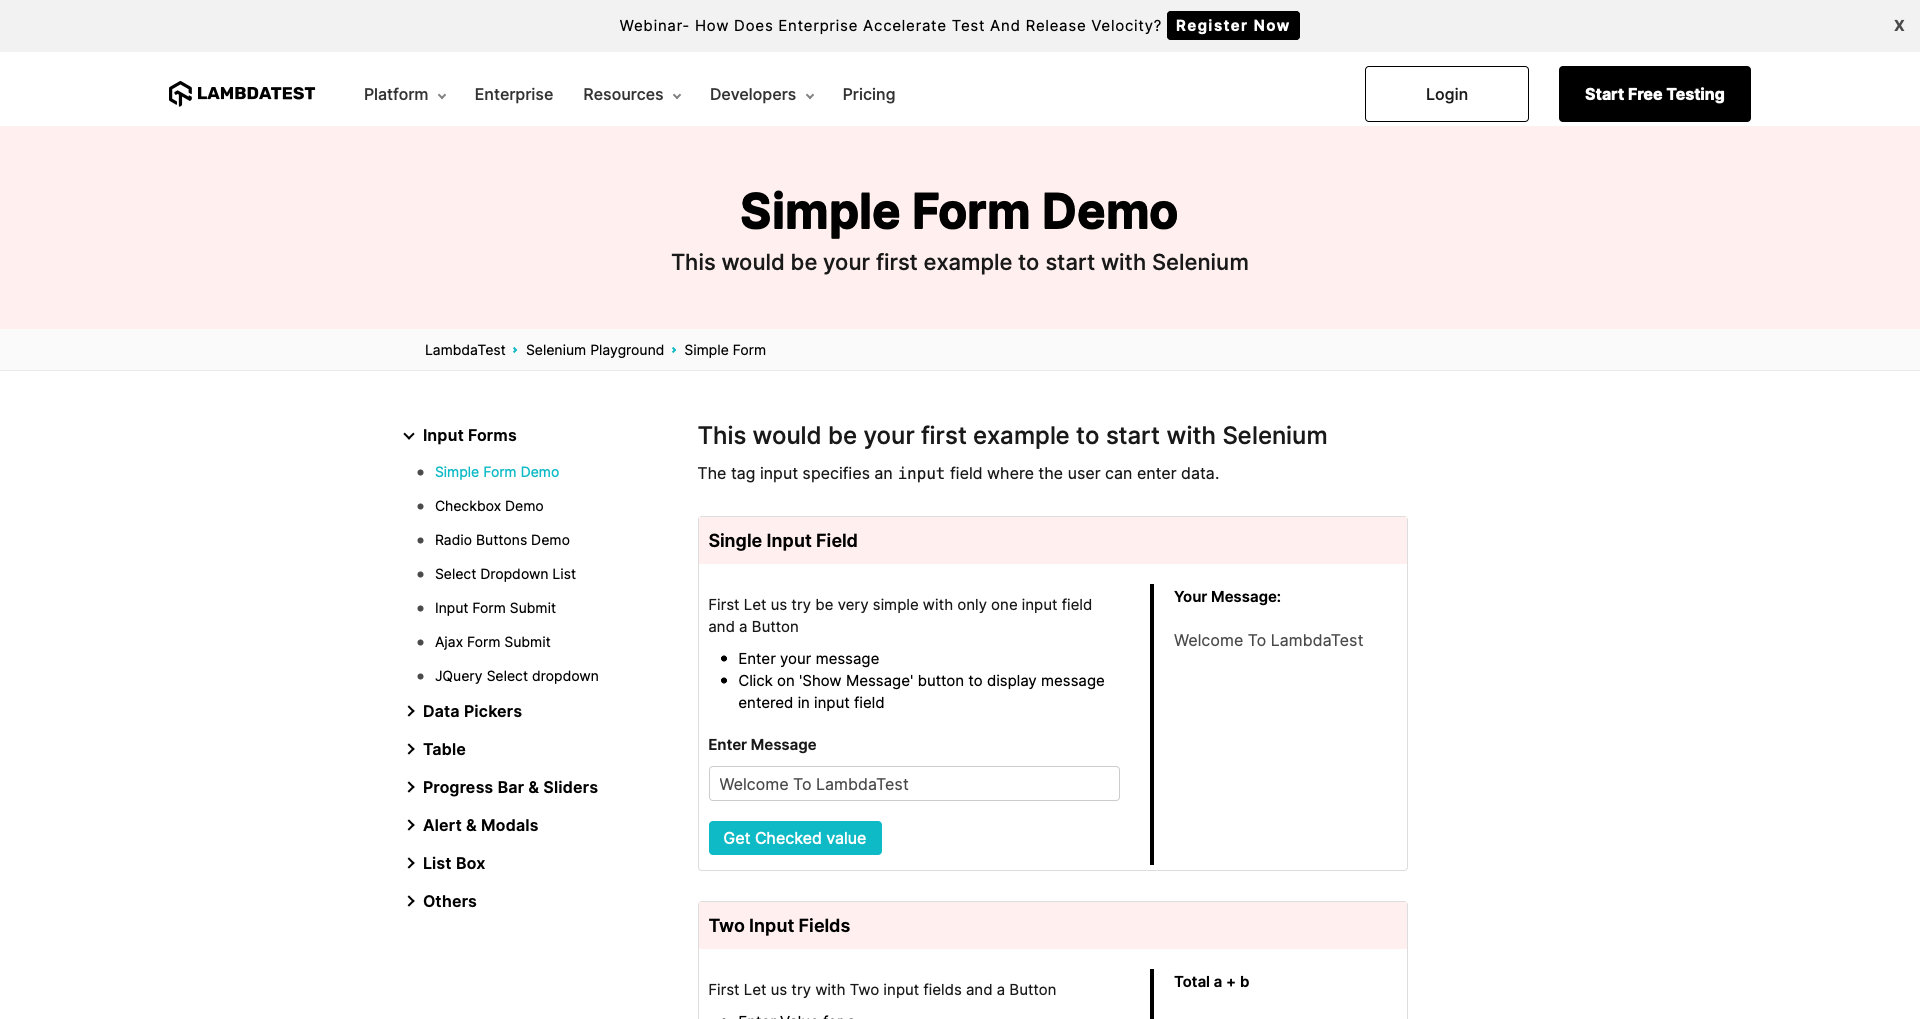 Webinar- How Does Enterprise Accelerate Test And Release Velocity? Register Now
X
LAMBDATEST
Platform
Enterprise
Resources
Developers
Pricing
Login
Start Free Testing
Simple Form Demo
This would be your first example to start with Selenium
LambdaTest
Selenium Playground
Simple Form
Input Forms
Simple Form Demo
Checkbox Demo
Radio Buttons Demo
Select Dropdown List
Input Form Submit
Ajax Form Submit
JQuery Select dropdown
Data Pickers
Table
Progress Bar & Sliders
Alert & Modals
List Box
Others
This would be your first example to start with Selenium
The tag input specifies an input field where the user can enter data.
Single Input Field
First Let us try be very simple with only one input field
and a Button
Enter your message
Click on 'Show Message' button to display message
entered in input field
Enter Message
Welcome To LambdaTest
Get Checked value
Your Message:
Welcome To LambdaTest
Two Input Fields
First Let us try with Two input fields and a Button
Total a + b